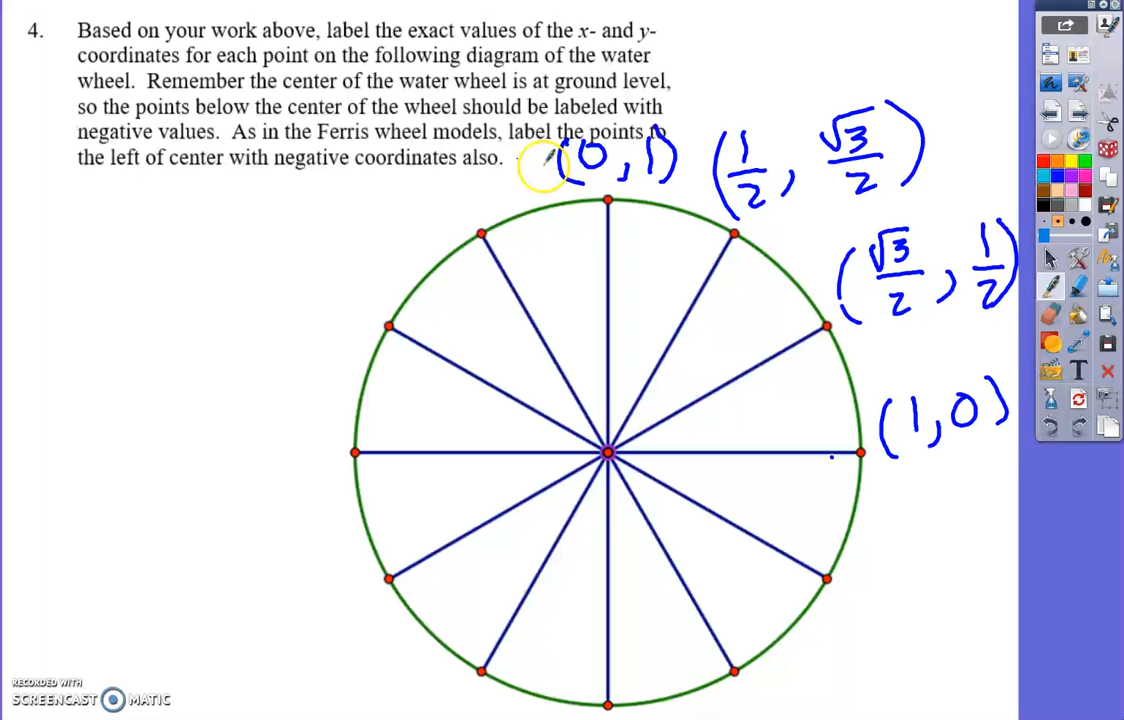 4. Based on your work above, label the exact values of the x- and y-
coordinates for each point on the following diagram of the water
wheel. Remember the center of the water wheel is at ground level,
so the points below the center of the wheel should be labeled with
negative values. As in the Ferris wheel models, label the points to
the left of center with negative coordinates also.
(0, 1) (1/2, √3/2)
(√3/2, 1/2)
(1, 0)
RECORDED WITH
SCREENCAST MATIC